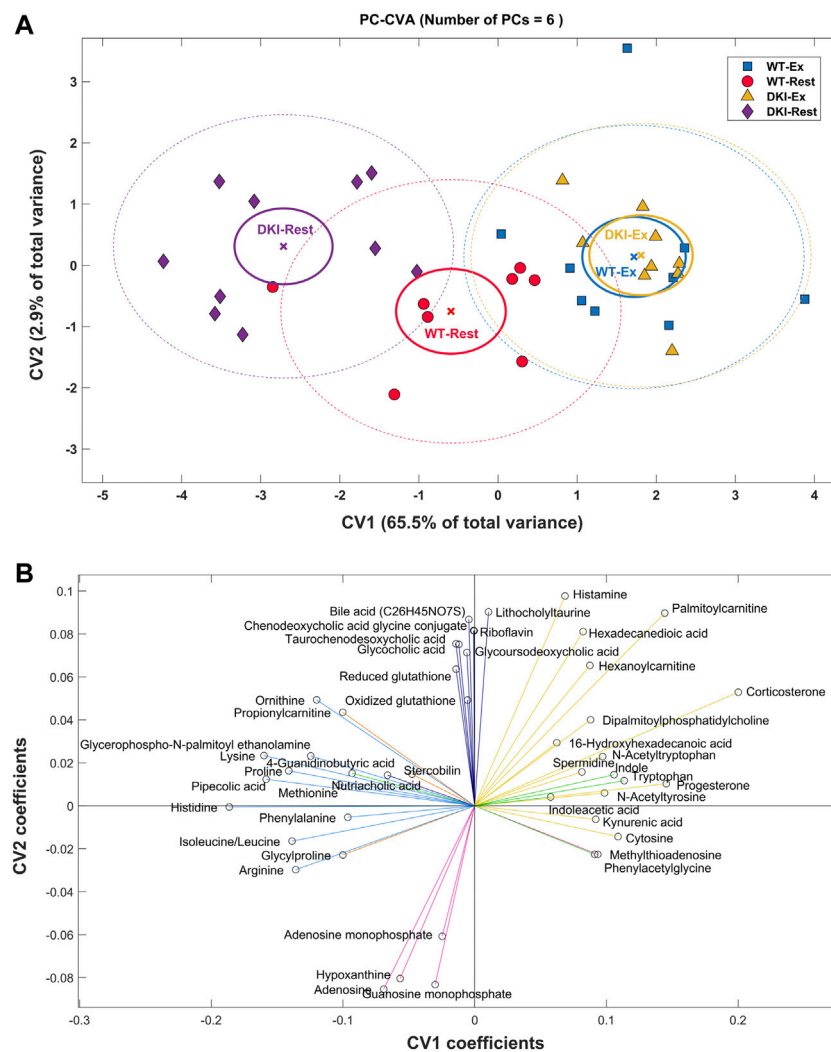 A
PC-CVA (Number of PCs = 6 )
WT-Ex
WT-Rest
DKI-Ex
DKI-Rest
3
2
1
0
-1
-2
-3
CV2 (2.9% of total variance)
DKI-Rest
WT-Rest
DKI-Ex
WT-Ex
-5 -4 -3 -2 -1 0 1 2 3 4
CV1 (65.5% of total variance)
B
0.1
0.08
0.06
0.04
0.02
0
-0.02
-0.04
-0.06
-0.08
CV2 coefficients
Histamine
Bile acid (C26H45NO7S) Lithocholyltaurine Palmitoylcarnitine
Chenodeoxycholic acid glycine conjugate Riboflavin Hexadecanedioic acid
Taurochendesoxycholic acid
Glycocholic acid Glycoursodeoxycholic acid
Reduced glutathione Hexanoylcarnitine
Ornithine Oxidized glutathione Corticosterone
Propionylcarnitine Dipalmitoylphosphatidylcholine
Glycerophospho-N-palmitoyl ethanolamine 16-Hydroxyhexadecanoic acid
Lysine 4-Guanidinobutyric acid N-Acetyltryptophan
Proline Stercobilin Spermidine Indole
Pipecolic acid Nutriacholic acid Tryptophan
Methionine Progesterone
Histidine N-Acetyltyrosine
Phenylalanine Indoleacetic acid
Kynurenic acid
Isoleucine/Leucine Cytosine
Glycylproline Methylthioadenosine
Arginine Phenylacetylglycine
Adenosine monophosphate
Hypoxanthine
Adenosine Guanosine monophosphate
-0.3 -0.2 -0.1 0 0.1 0.2
CV1 coefficients